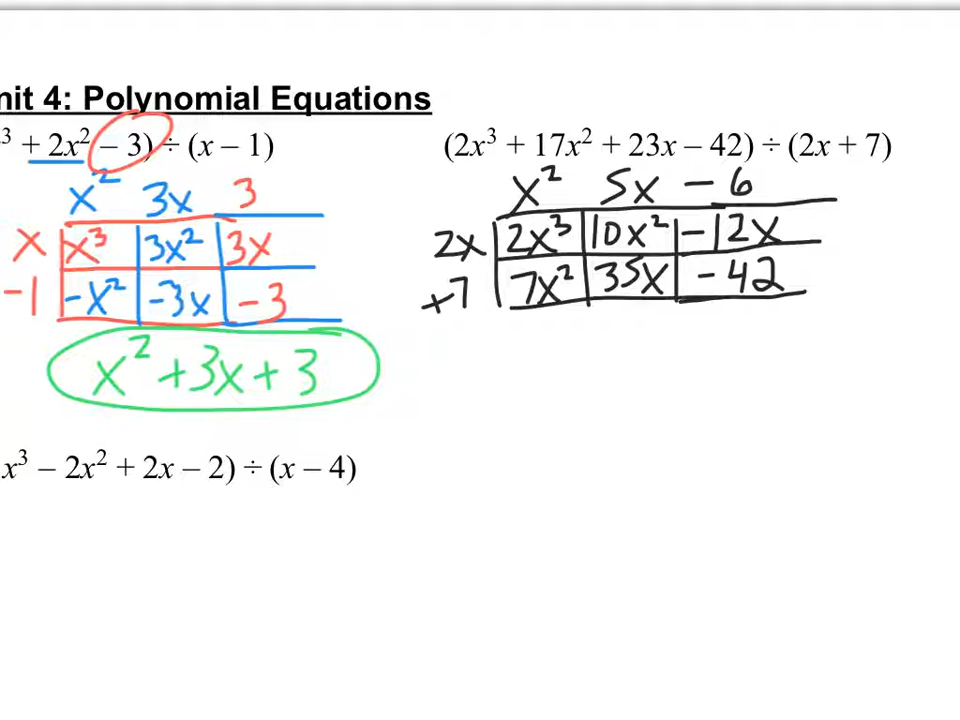 nit 4: Polynomial Equations
³ + 2x² – 3) ÷ (x – 1)
x² 3x 3
x x³ 3x² 3x
-1 -x² -3x -3
x² + 3x + 3
x³ – 2x² + 2x – 2) ÷ (x – 4)
(2x³ + 17x² + 23x – 42) ÷ (2x + 7)
x² 5x -6
2x 2x³ 10x² -12x
+7 7x² 35x -42